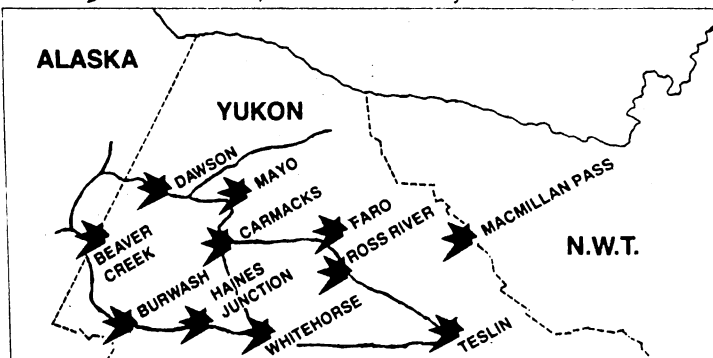 ALASKA
YUKON
DAWSON
MAYO
CARMACKS
FARO
ROSS RIVER
MACMILLAN PASS
N.W.T.
BEAVER
CREEK
BURWASH
HAINES
JUNCTION
WHITEHORSE
TESLIN